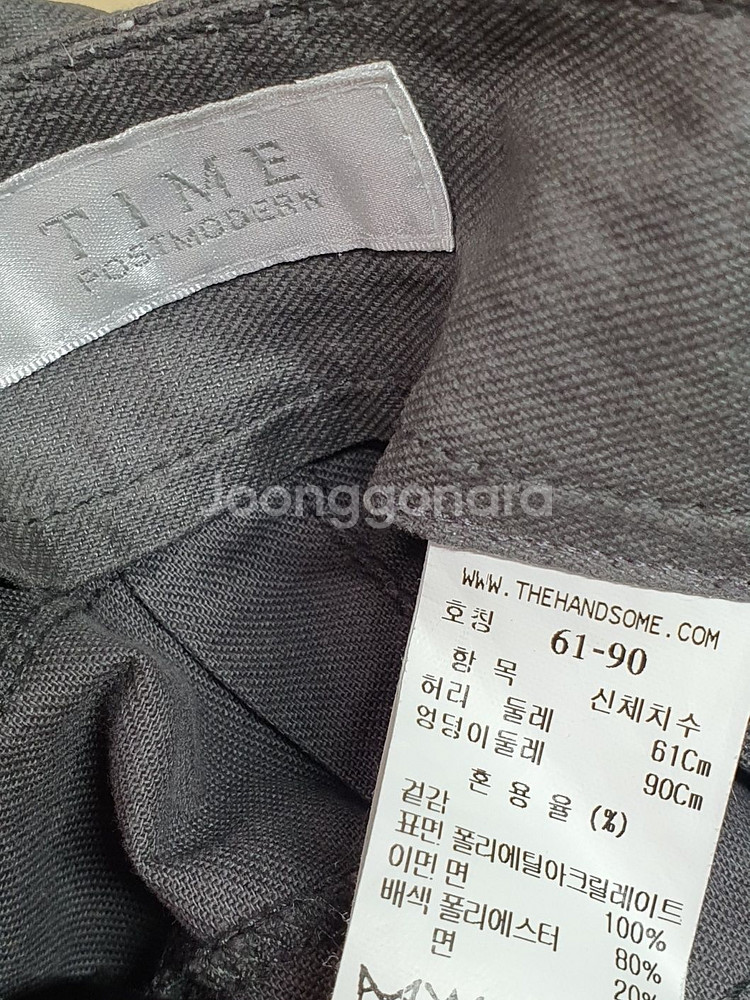 TIME
POSTMODERN
Joonggonara
WWW.THEHANDSOME.COM
호칭 61-90
항 목 신체치수
허리 둘레 61Cm
엉덩이둘레 90Cm
혼 용 율 (%)
겉감
표면 폴리에틸아크릴레이트
이면 면 100%
배색 폴리에스터 80%
면 20%